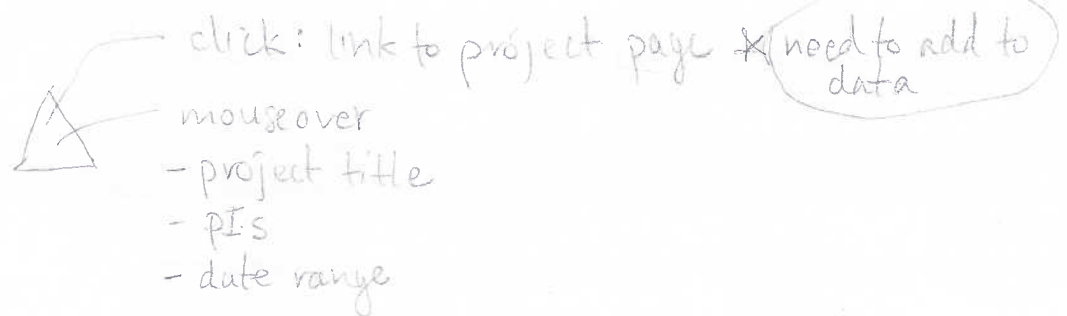 click: link to project page * need to add to
data
mouseover
- project title
- PIs
- date range